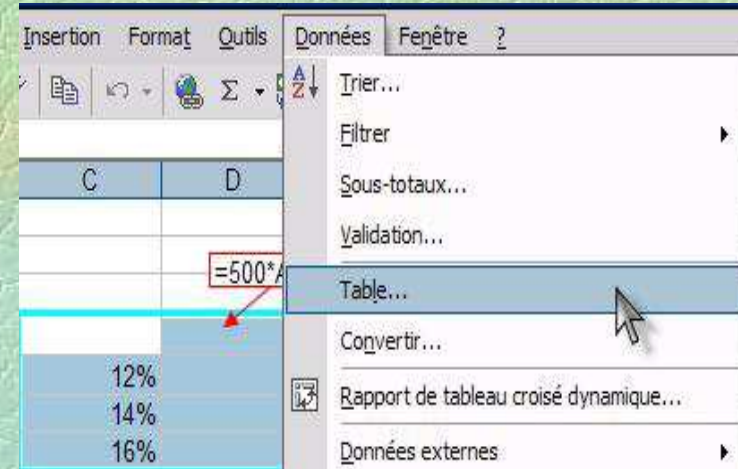 Insertion Format Outils Données Fenêtre ?
Trier...
Filtrer
C D
Sous-totaux...
Validation...
=500*A
Table...
Convertir...
12%
14%
Rapport de tableau croisé dynamique...
16%
Données externes